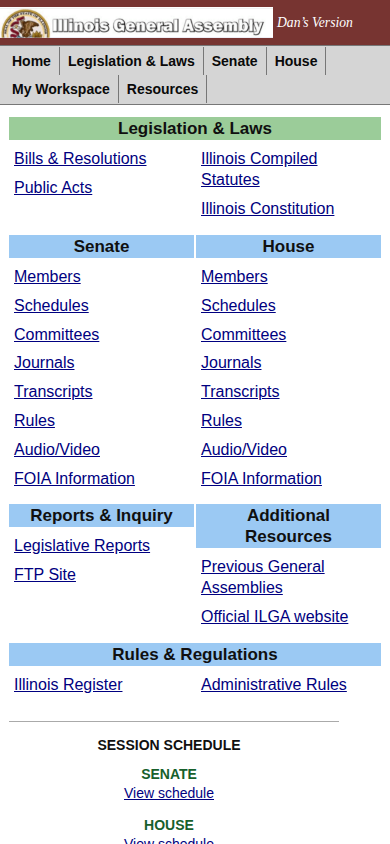 Illinois General Assembly
Dan's Version
Home Legislation & Laws Senate House
My Workspace Resources
Legislation & Laws
Bills & Resolutions
Public Acts
Illinois Compiled
Statutes
Illinois Constitution
Senate
Members
Schedules
Committees
Journals
Transcripts
Rules
Audio/Video
FOIA Information
House
Members
Schedules
Committees
Journals
Transcripts
Rules
Audio/Video
FOIA Information
Reports & Inquiry
Legislative Reports
FTP Site
Additional
Resources
Previous General
Assemblies
Official ILGA website
Rules & Regulations
Illinois Register
Administrative Rules
SESSION SCHEDULE
SENATE
View schedule
HOUSE
View schedule